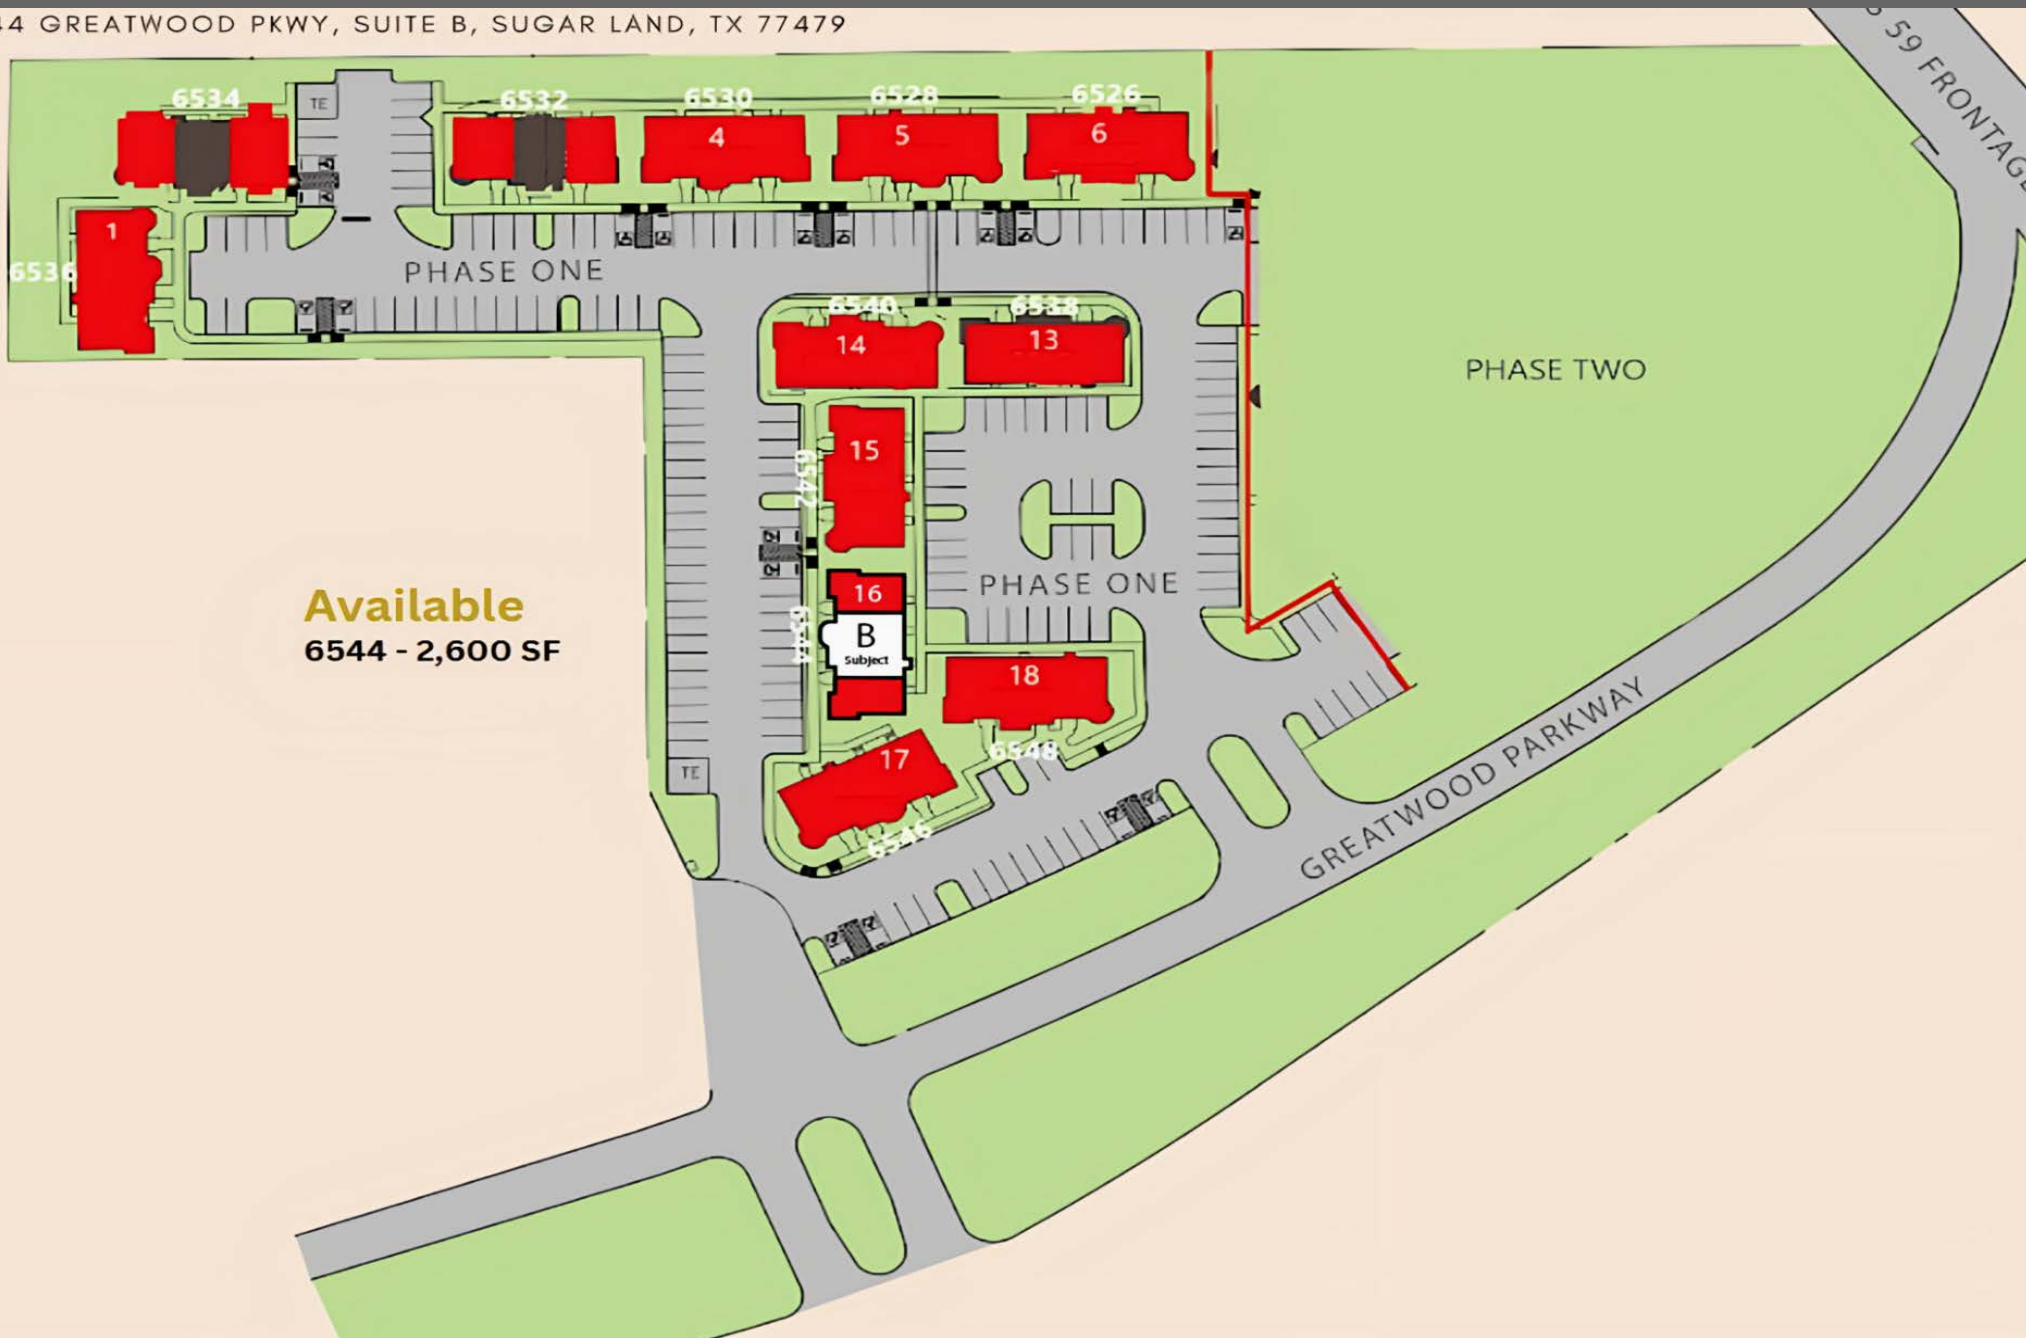 44 GREATWOOD PKWY, SUITE B, SUGAR LAND, TX 77479
59 FRONTAGE
6534
TE
6532
6530
6528
6526
4
5
6
1
6536
PHASE ONE
6540
6538
14
13
PHASE TWO
15
6542
16
PHASE ONE
Available
6544 - 2,600 SF
6544
B
Subject
18
6548
17
TE
6546
GREATWOOD PARKWAY